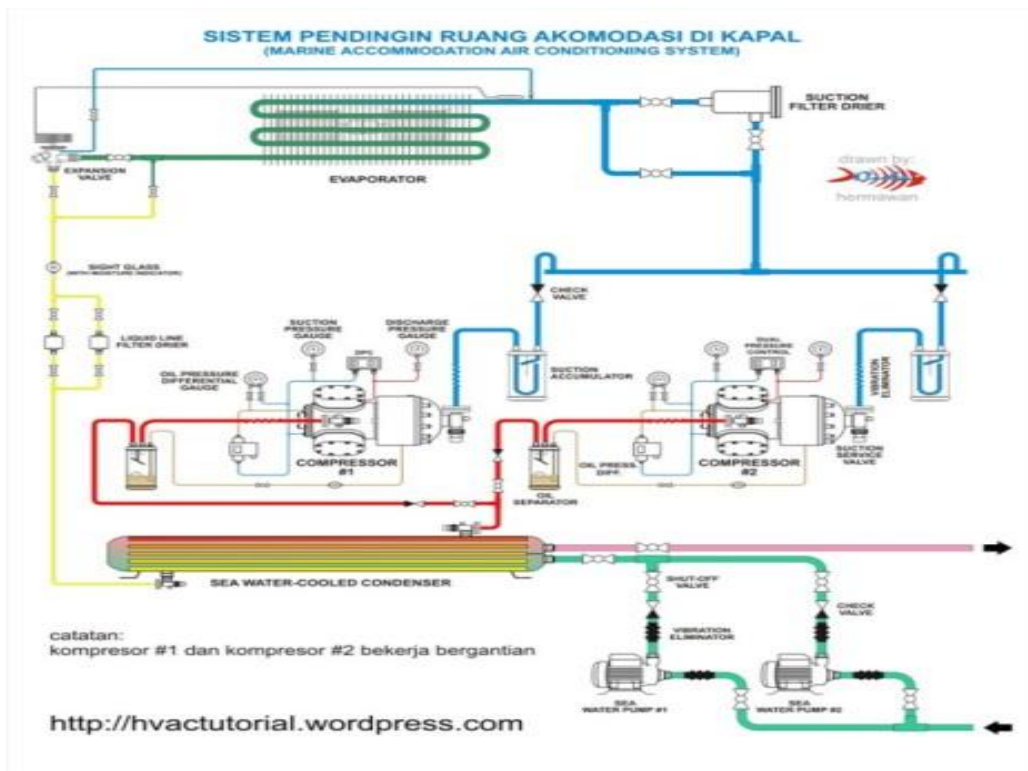 SISTEM PENDINGIN RUANG AKOMODASI DI KAPAL
(MARINE ACCOMMODATION AIR CONDITIONING SYSTEM)
SUCTION
FILTER DRIER
EXPANSION
VALVE
EVAPORATOR
drawn by:
hermawan
SIGHT GLASS
(WITH MOISTURE INDICATOR)
CHECK
VALVE
LIQUID LINE
FILTER DRIER
SUCTION
PRESSURE
GAUGE
DISCHARGE
PRESSURE
GAUGE
DPC
DUAL
PRESSURE
CONTROL
OIL PRESSURE
DIFFERENTIAL
GAUGE
SUCTION
ACCUMULATOR
VIBRATION
ELIMINATOR
COMPRESSOR
#1
OIL PRESS
DIFF.
COMPRESSOR
#2
SUCTION
SERVICE
VALVE
OIL
SEPARATOR
SEA WATER-COOLED CONDENSER
SHUT-OFF
VALVE
CHECK
VALVE
VIBRATION
ELIMINATOR
catatan:
kompresor #1 dan kompresor #2 bekerja bergantian
SEA
WATER PUMP #1
SEA
WATER PUMP #2
http://hvactutorial.wordpress.com